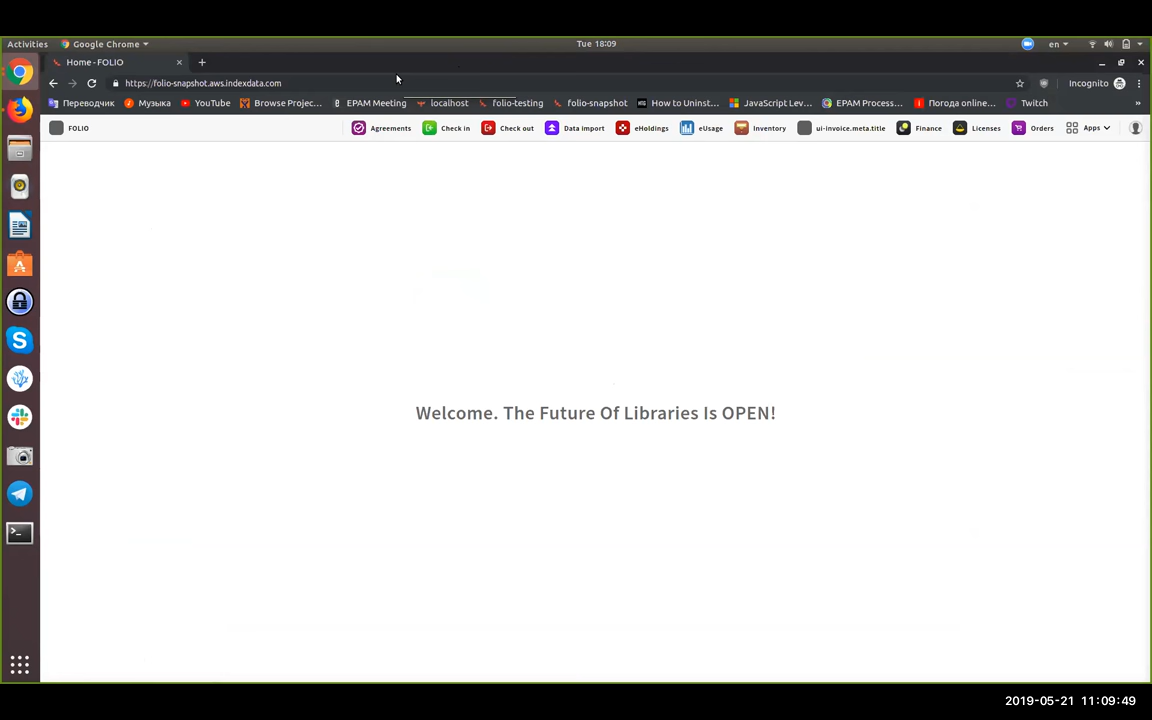 Activities Google Chrome Tue 18:09 en
Home - FOLIO
https://folio-snapshot.aws.indexdata.com Incognito
Переводчик Музыка YouTube Browse Projec... EPAM Meeting localhost folio-testing folio-snapshot How to Uninst... JavaScript Lev... EPAM Process... Погода online... Twitch »
FOLIO Agreements Check in Check out Data import eHoldings eUsage Inventory ui-invoice.meta.title Finance Licenses Orders Apps
Welcome. The Future Of Libraries Is OPEN!
2019-05-21 11:09:49